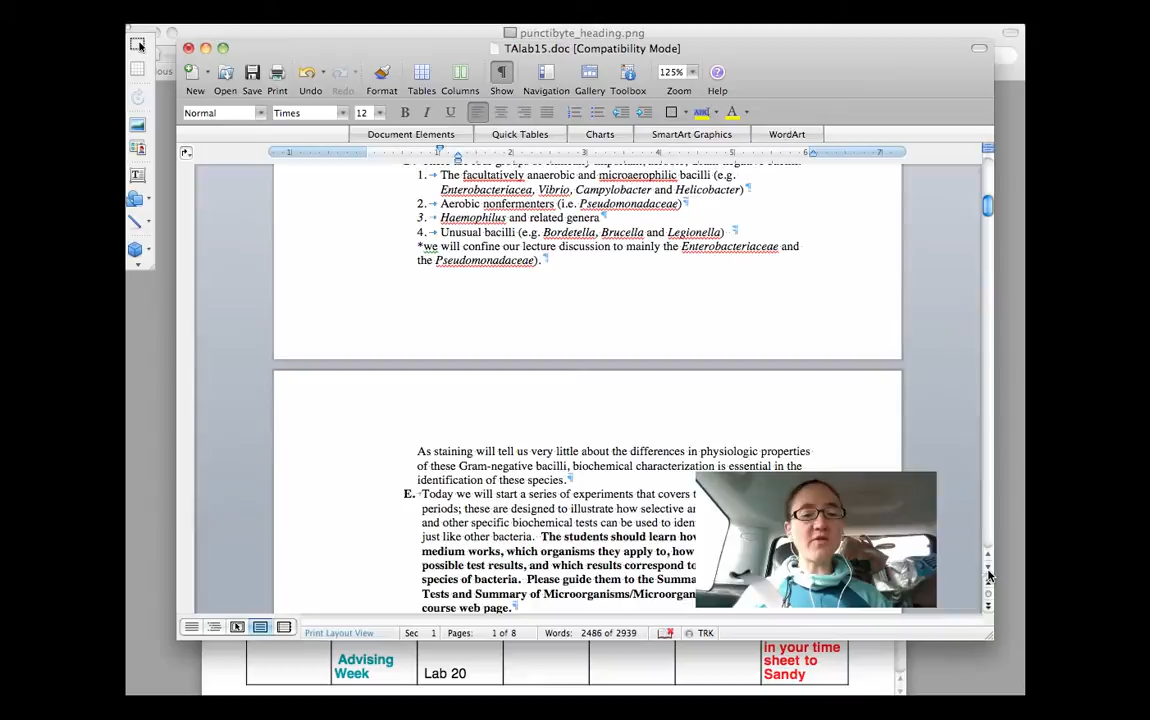 punctibyte_heading.png
TAlab15.doc [Compatibility Mode]
ious
125%
New Open Save Print Undo Redo Format Tables Columns Show Navigation Gallery Toolbox Zoom Help
Normal Times 12 B I U ABC A
Document Elements Quick Tables Charts SmartArt Graphics WordArt
1 1 2 3 4 5 6 7
1. The facultatively anaerobic and microaerophilic bacilli (e.g.
Enterobacteriacea, Vibrio, Campylobacter and Helicobacter)
2. Aerobic nonfermenters (i.e. Pseudomonadaceae)
3. Haemophilus and related genera
4. Unusual bacilli (e.g. Bordetella, Brucella and Legionella)
*we will confine our lecture discussion to mainly the Enterobacteriaceae and
the Pseudomonadaceae).
As staining will tell us very little about the differences in physiologic properties
of these Gram-negative bacilli, biochemical characterization is essential in the
identification of these species.
E. Today we will start a series of experiments that covers
periods; these are designed to illustrate how selective
and other specific biochemical tests can be used to
just like other bacteria. The students should learn
medium works, which organisms they apply to, how
possible test results, and which results correspond
species of bacteria. Please guide them to the
Tests and Summary of
course web page.
Print Layout View Sec 1 Pages: 1 of 8 Words: 2486 of 2939 TRK
Advising
Week
Lab 20
in your time
sheet to
Sandy